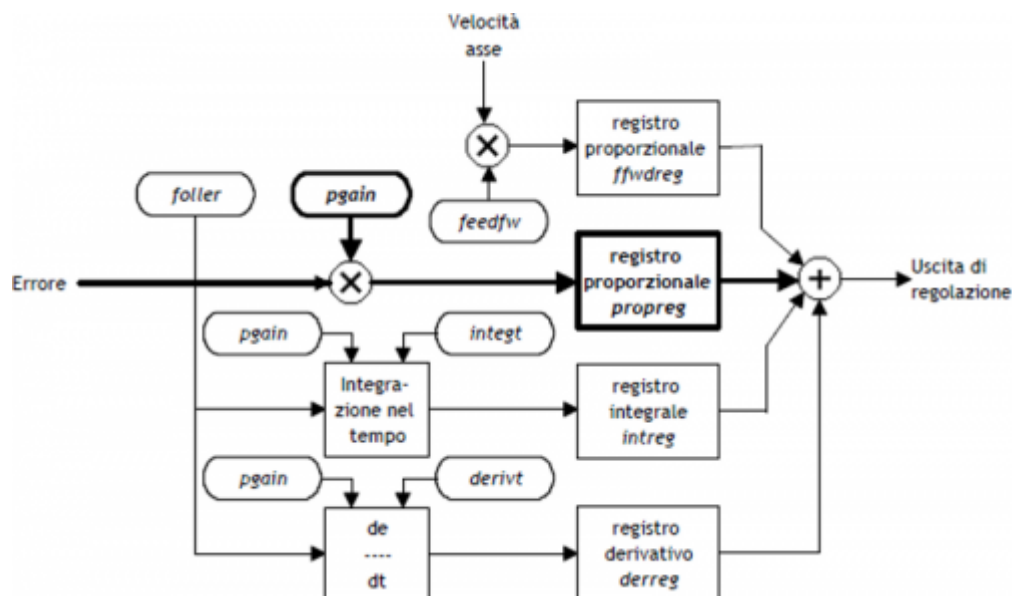 Velocità
asse
registro
proporzionale
ffwdreg
foller
pgain
feedfw
Errore
registro
proporzionale
propreg
Uscita di
regolazione
pgain
integt
Integra-
zione nel
tempo
registro
integrale
intreg
pgain
derivt
de
----
dt
registro
derivativo
derreg